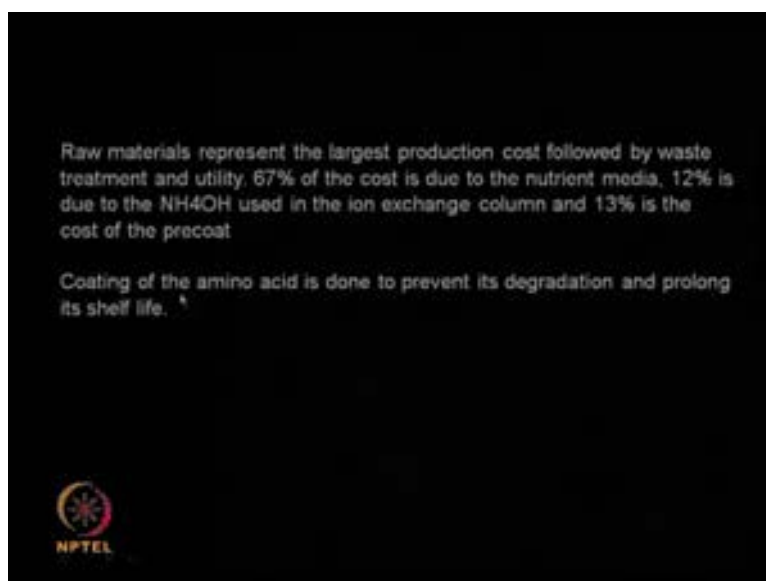 Raw materials represent the largest production cost followed by waste
treatment and utility. 67% of the cost is due to the nutrient media, 12% is
due to the NH4OH used in the ion exchange column and 13% is the
cost of the precoat
Coating of the amino acid is done to prevent its degradation and prolong
its shelf life.
NPTEL